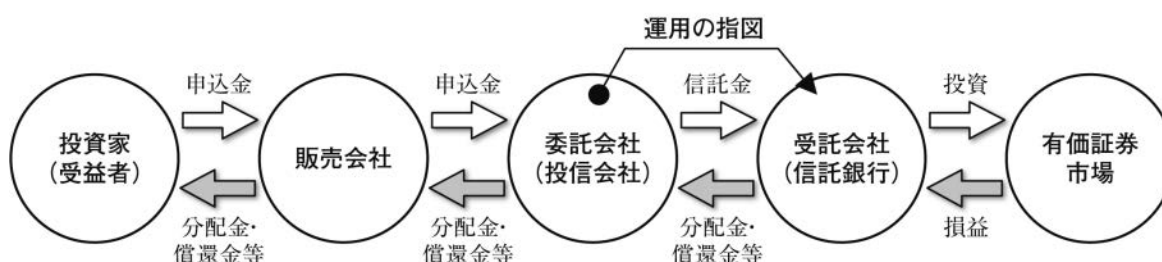 運用の指図
申込金
申込金
信託金
投資
投資家
(受益者)
販売会社
委託会社
(投信会社)
受託会社
(信託銀行)
有価証券
市場
分配金・
償還金等
分配金・
償還金等
分配金・
償還金等
損益